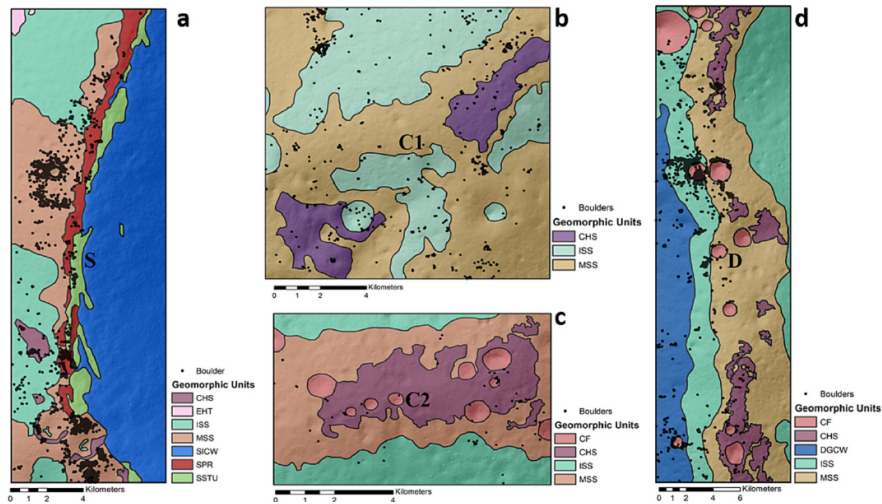 a
S
Boulder
Geomorphic Units
CHS
EHT
ISS
MSS
SICW
SPR
SSTU
Kilometers
0 1 2 4
b
C1
Boulders
Geomorphic Units
CHS
ISS
MSS
Kilometers
0 1 2 4
c
C2
Boulders
Geomorphic Units
CF
CHS
ISS
MSS
Kilometers
0 1 2 4
d
D
Boulders
Geomorphic Units
CF
CHS
DGCW
ISS
MSS
Kilometers
0 1 2 4 6